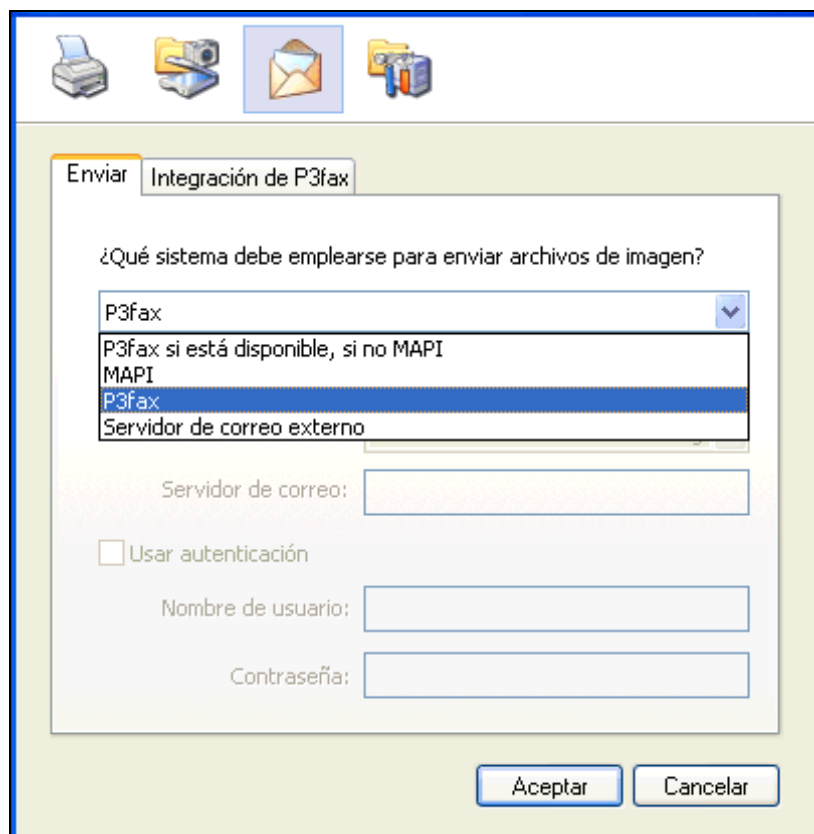 Enviar
Integración de P3fax
¿Qué sistema debe emplearse para enviar archivos de imagen?
P3fax
P3fax si está disponible, si no MAPI
MAPI
P3fax
Servidor de correo externo
Servidor de correo:
Usar autenticación
Nombre de usuario:
Contraseña:
Aceptar
Cancelar